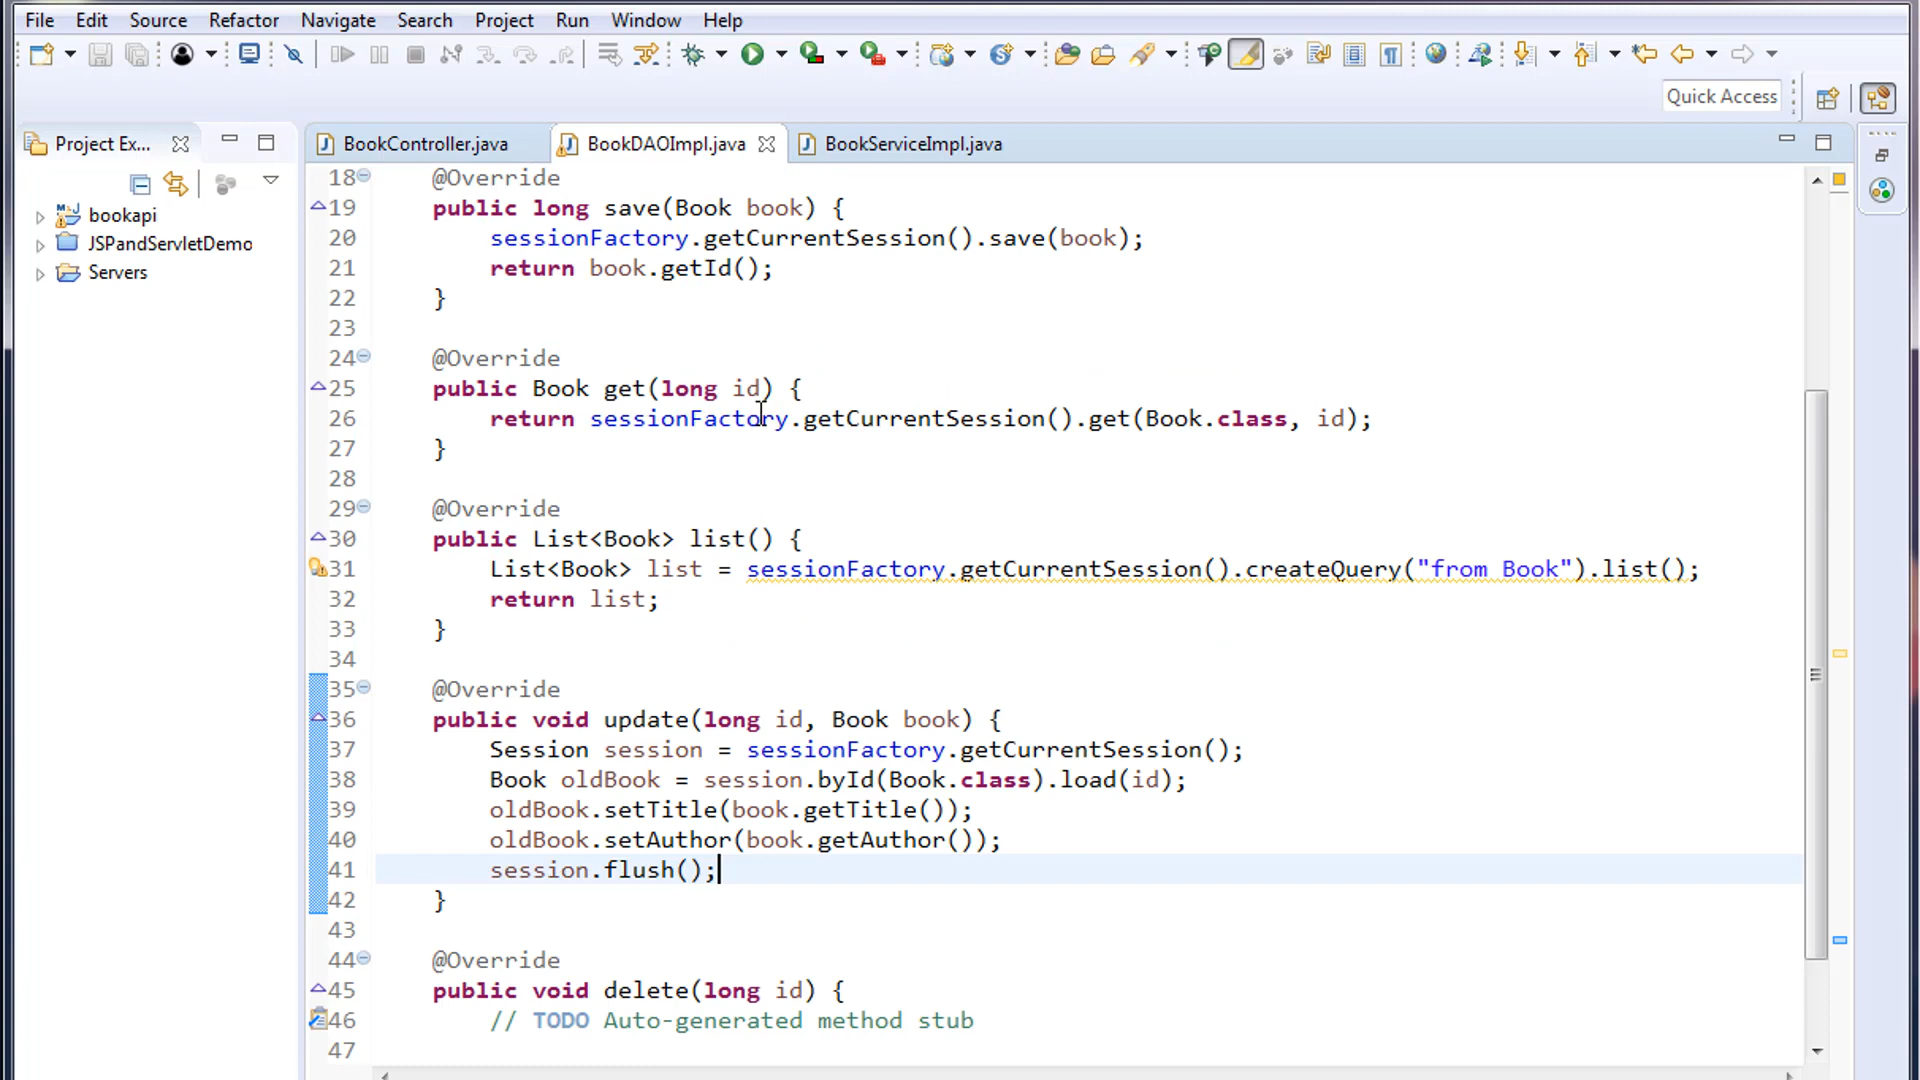 File Edit Source Refactor Navigate Search Project Run Window Help
Quick Access
Project Ex...
BookController.java
BookDAOImpl.java
BookServiceImpl.java
bookapi
JSPandServletDemo
Servers
18 @Override
19 public long save(Book book) {
20 sessionFactory.getCurrentSession().save(book);
21 return book.getId();
22 }
23
24 @Override
25 public Book get(long id) {
26 return sessionFactory.getCurrentSession().get(Book.class, id);
27 }
28
29 @Override
30 public List<Book> list() {
31 List<Book> list = sessionFactory.getCurrentSession().createQuery("from Book").list();
32 return list;
33 }
34
35 @Override
36 public void update(long id, Book book) {
37 Session session = sessionFactory.getCurrentSession();
38 Book oldBook = session.byId(Book.class).load(id);
39 oldBook.setTitle(book.getTitle());
40 oldBook.setAuthor(book.getAuthor());
41 session.flush();
42 }
43
44 @Override
45 public void delete(long id) {
46 // TODO Auto-generated method stub
47